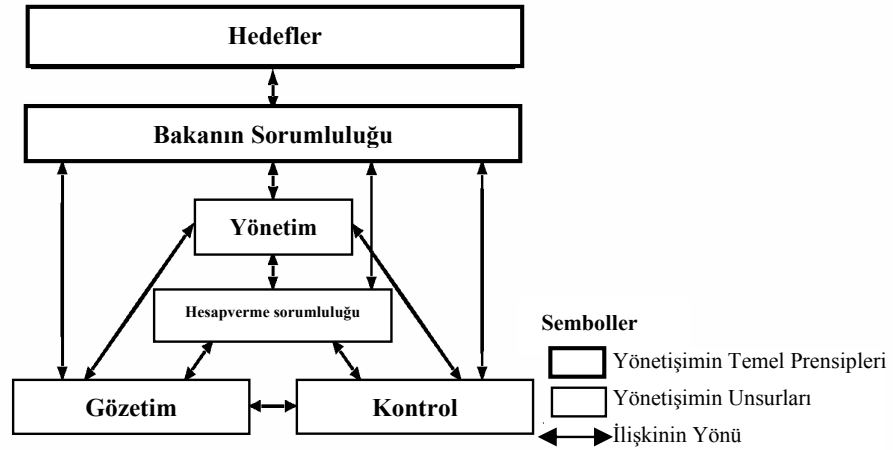 Hedefler
Bakanın Sorumluluğu
Yönetim
Hesapverme sorumluluğu
Gözetim
Kontrol
Semboller
Yönetişimin Temel Prensipleri
Yönetişimin Unsurları
İlişkinin Yönü